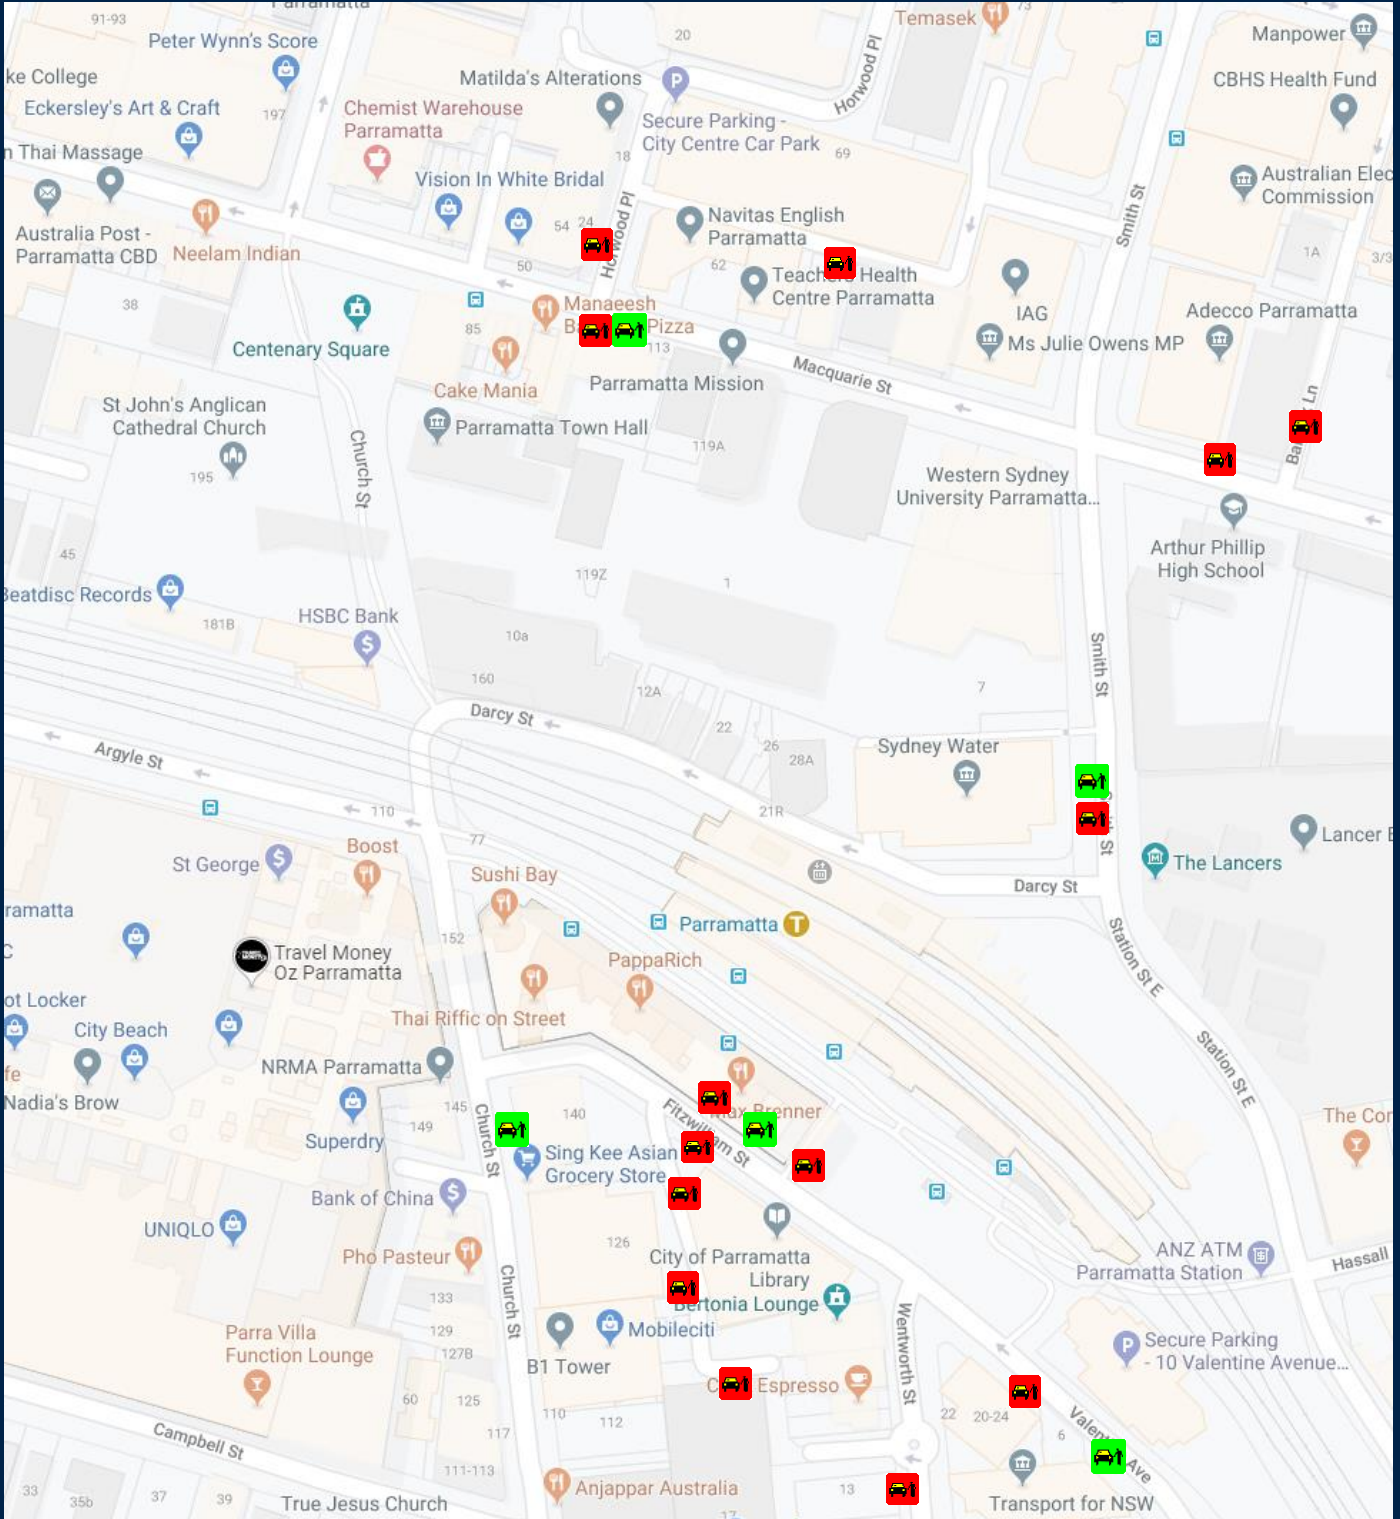 Parramatta
91-93
Peter Wynn's Score
20
Temasek
73
Manpower
ke College
Matilda's Alterations
Horwood Pl
CBHS Health Fund
Eckersley's Art & Craft
197
Chemist Warehouse
Parramatta
Secure Parking -
City Centre Car Park
n Thai Massage
18
69
Vision In White Bridal
Australian Elec
Commission
Australia Post -
Parramatta CBD
Neelam Indian
54
24
Horwood Pl
Navitas English
Parramatta
Smith St
1A
3/3
50
62
Teachers Health
Centre Parramatta
38
Manaeesh
Pizza
85
113
IAG
Adecco Parramatta
Centenary Square
Ms Julie Owens MP
Cake Mania
Parramatta Mission
Macquarie St
St John's Anglican
Cathedral Church
Parramatta Town Hall
Church St
119A
195
Western Sydney
University Parramatta...
45
Arthur Phillip
High School
119Z
1
Beatdisc Records
181B
HSBC Bank
10a
Smith St
160
12A
7
Darcy St
22
26
28A
Sydney Water
Argyle St
110
21R
77
Lancer B
Boost
St George
Sushi Bay
The Lancers
Darcy St
ramatta
C
152
Parramatta
T
Station St E
Travel Money
Oz Parramatta
PappaRich
ot Locker
City Beach
Thai Riffic on Street
NRMA Parramatta
Station St E
fe
Nadia's Brow
145
140
Fitzwilliam St
Max Brenner
The Cor
149
Church St
Superdry
Sing Kee Asian
Grocery Store
Bank of China
UNIQLO
126
City of Parramatta
Library
ANZ ATM
Parramatta Station
Hassall
Pho Pasteur
133
Church St
Bertonia Lounge
Wentworth St
129
Mobileciti
Parra Villa
Function Lounge
127B
B1 Tower
Secure Parking
- 10 Valentine Avenue...
Espresso
60
125
110
112
22
20-24
6
Ave
Campbell St
117
111-113
33
35b
37
39
True Jesus Church
Anjappar Australia
13
17
Transport for NSW